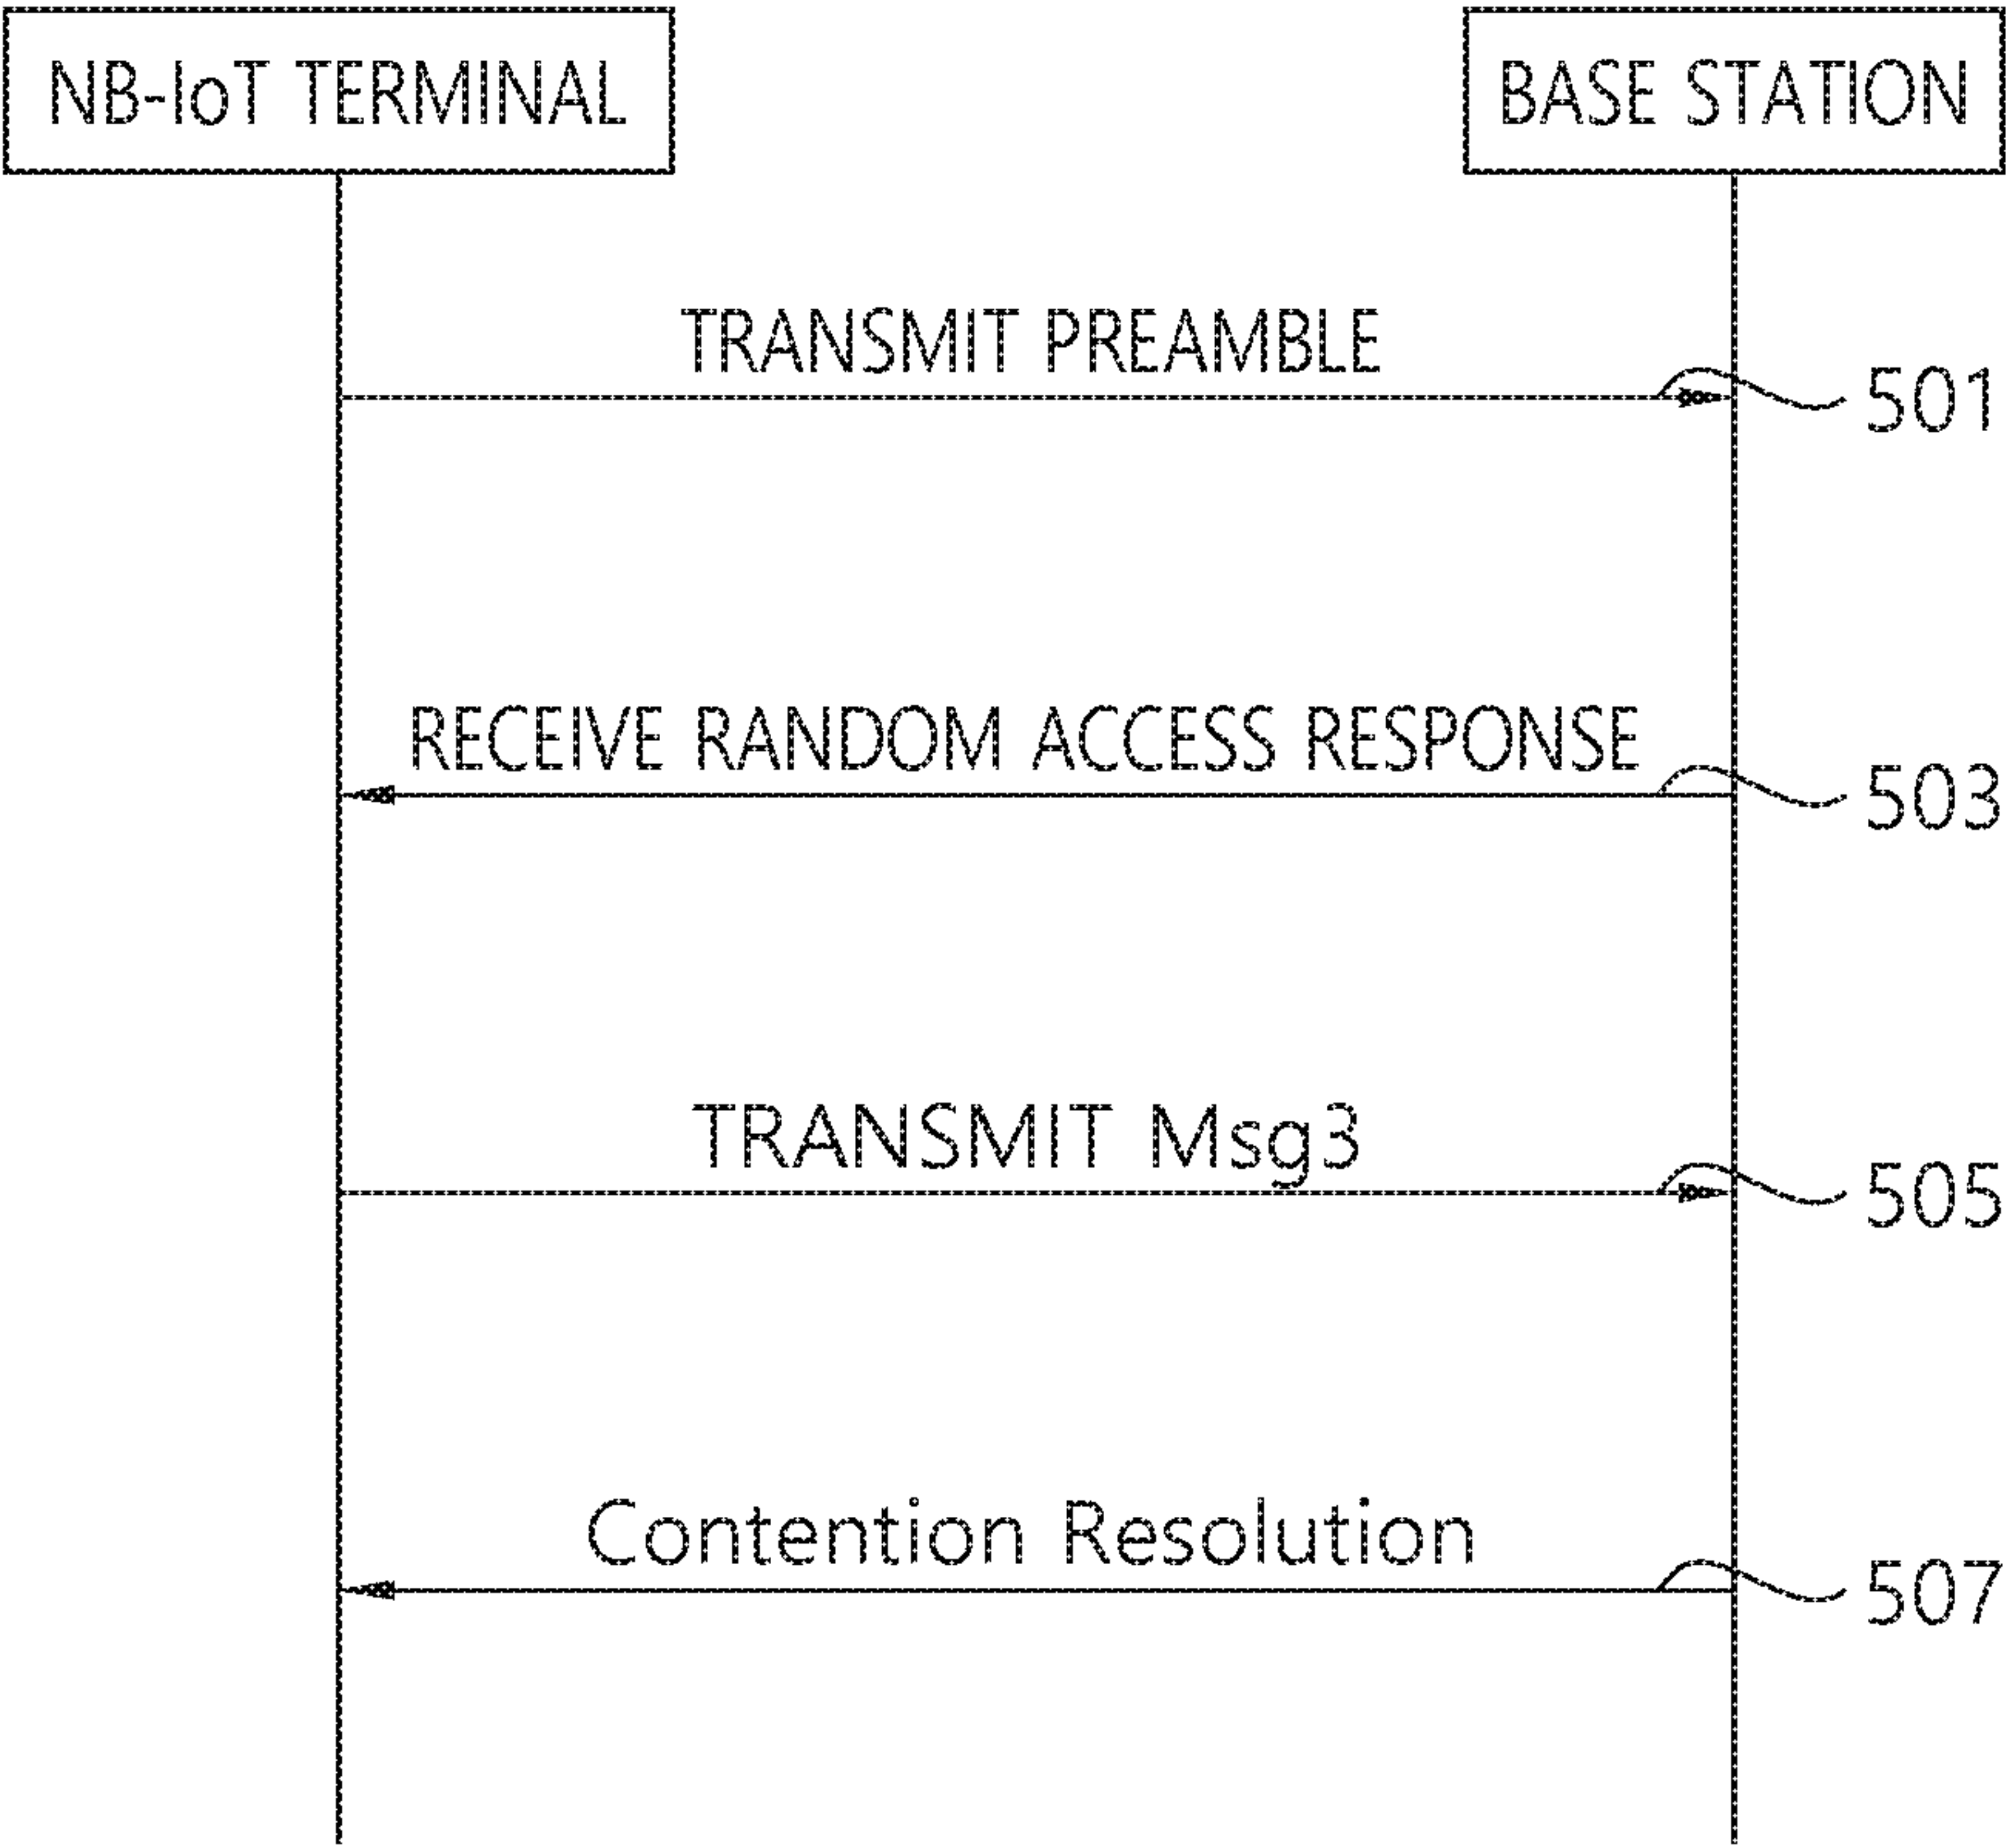 NB-IoT TERMINAL
BASE STATION
TRANSMIT PREAMBLE
501
RECEIVE RANDOM ACCESS RESPONSE
503
TRANSMIT Msg3
505
Contention Resolution
507